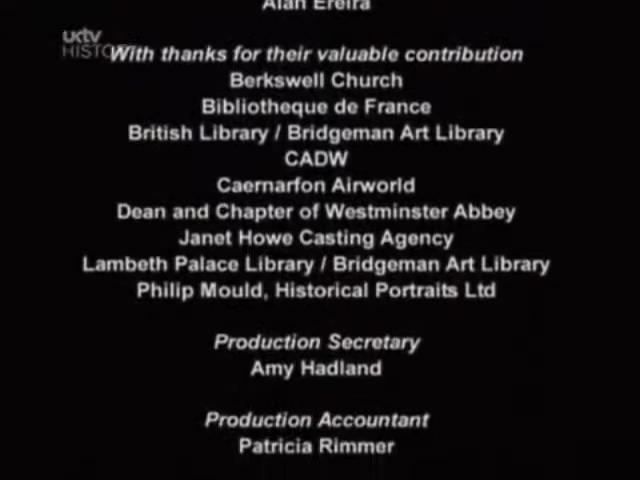 Alan Ereira
uktv
HISTO
With thanks for their valuable contribution
Berkswell Church
Bibliotheque de France
British Library / Bridgeman Art Library
CADW
Caernarfon Airworld
Dean and Chapter of Westminster Abbey
Janet Howe Casting Agency
Lambeth Palace Library / Bridgeman Art Library
Philip Mould, Historical Portraits Ltd
Production Secretary
Amy Hadland
Production Accountant
Patricia Rimmer